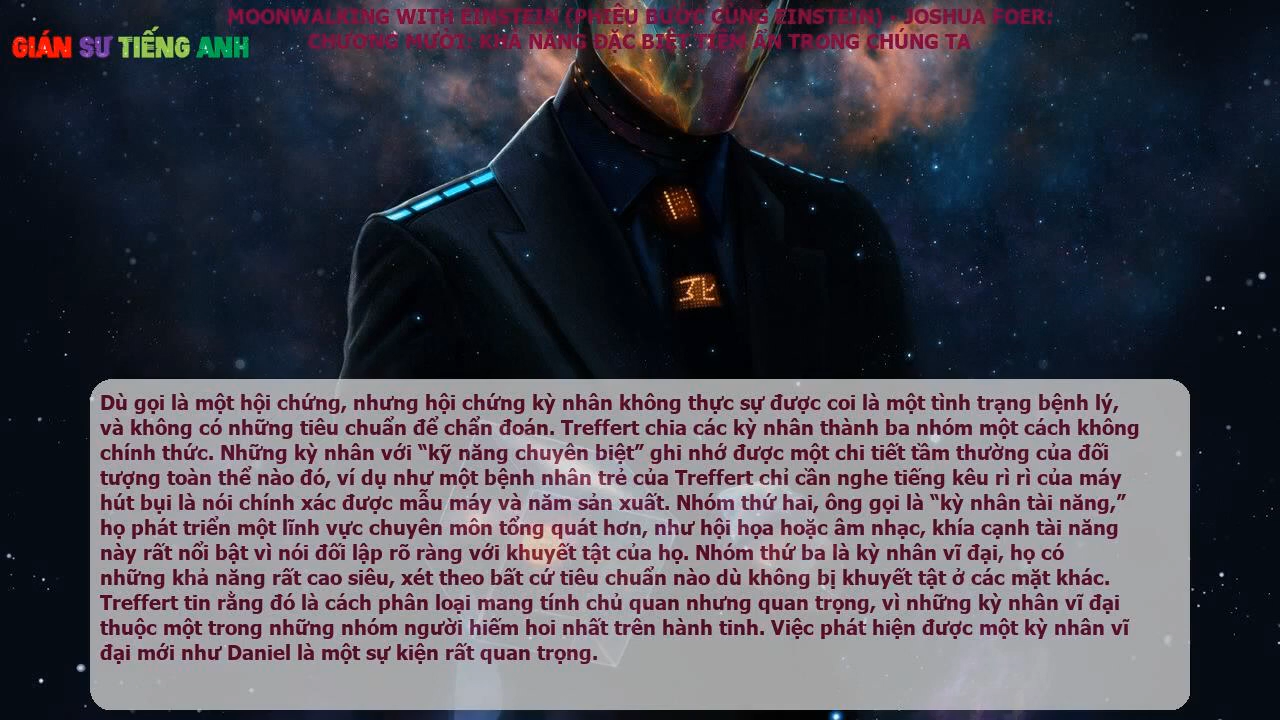 MOONWALKING WITH EINSTEIN (PHIÊU BƯỚC CÙNG EINSTEIN) - JOSHUA FOER:
CHƯƠNG MƯỜI: KHẢ NĂNG ĐẶC BIỆT TIỀM ẨN TRONG CHÚNG TA
GIÁN SƯ TIẾNG ANH
Dù gọi là một hội chứng, nhưng hội chứng kỳ nhân không thực sự được coi là một tình trạng bệnh lý,
và không có những tiêu chuẩn để chẩn đoán. Treffert chia các kỳ nhân thành ba nhóm một cách không
chính thức. Những kỳ nhân với “kỹ năng chuyên biệt” ghi nhớ được một chi tiết tầm thường của đối
tượng toàn thể nào đó, ví dụ như một bệnh nhân trẻ của Treffert chỉ cần nghe tiếng kêu rì rì của máy
hút bụi là nói chính xác được mẫu máy và năm sản xuất. Nhóm thứ hai, ông gọi là “kỳ nhân tài năng,”
họ phát triển một lĩnh vực chuyên môn tổng quát hơn, như hội họa hoặc âm nhạc, khía cạnh tài năng
này rất nổi bật vì nói đối lập rõ ràng với khuyết tật của họ. Nhóm thứ ba là kỳ nhân vĩ đại, họ có
những khả năng rất cao siêu, xét theo bất cứ tiêu chuẩn nào dù không bị khuyết tật ở các mặt khác.
Treffert tin rằng đó là cách phân loại mang tính chủ quan nhưng quan trọng, vì những kỳ nhân vĩ đại
thuộc một trong những nhóm người hiếm hoi nhất trên hành tinh. Việc phát hiện được một kỳ nhân vĩ
đại mới như Daniel là một sự kiện rất quan trọng.